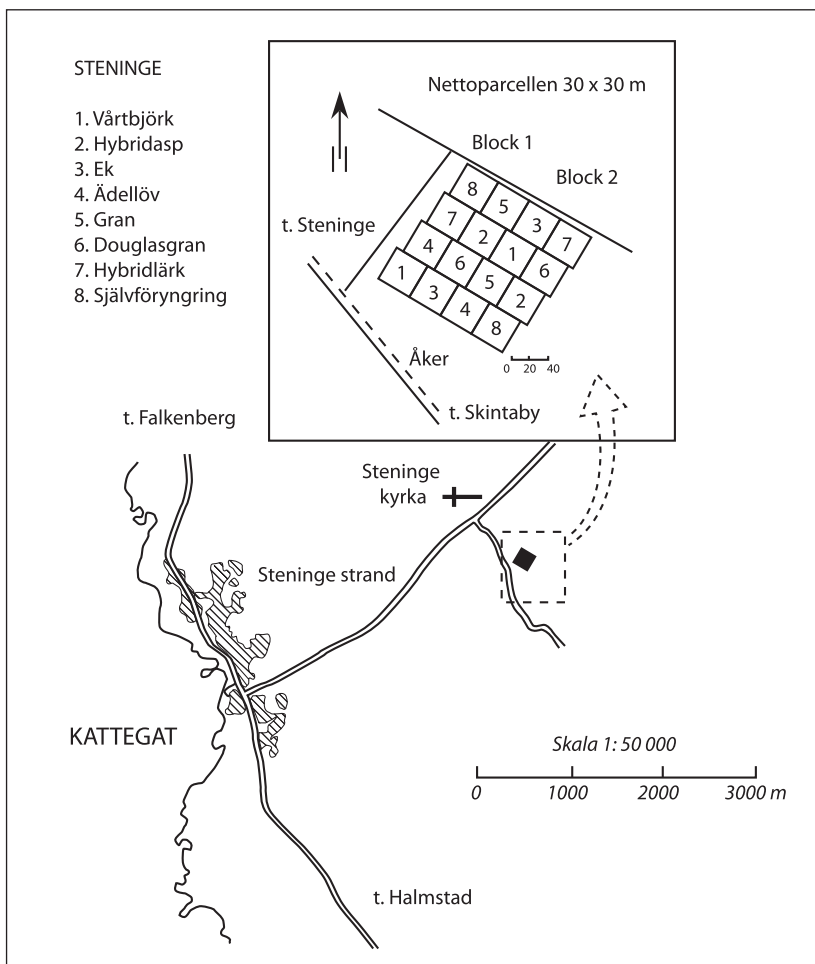 STENINGE
1. Vårtbjörk
2. Hybridasp
3. Ek
4. Ädellöv
5. Gran
6. Douglasgran
7. Hybridlärk
8. Självföryngring
Nettoparcellen 30 x 30 m
Block 1
Block 2
t. Steninge
8 5 3 7
7 2 1 6
4 6 5 2
1 3 4 8
0 20 40
Åker
t. Skintaby
t. Falkenberg
Steninge
kyrka
Steninge strand
KATTEGAT
Skala 1: 50 000
0 1000 2000 3000 m
t. Halmstad